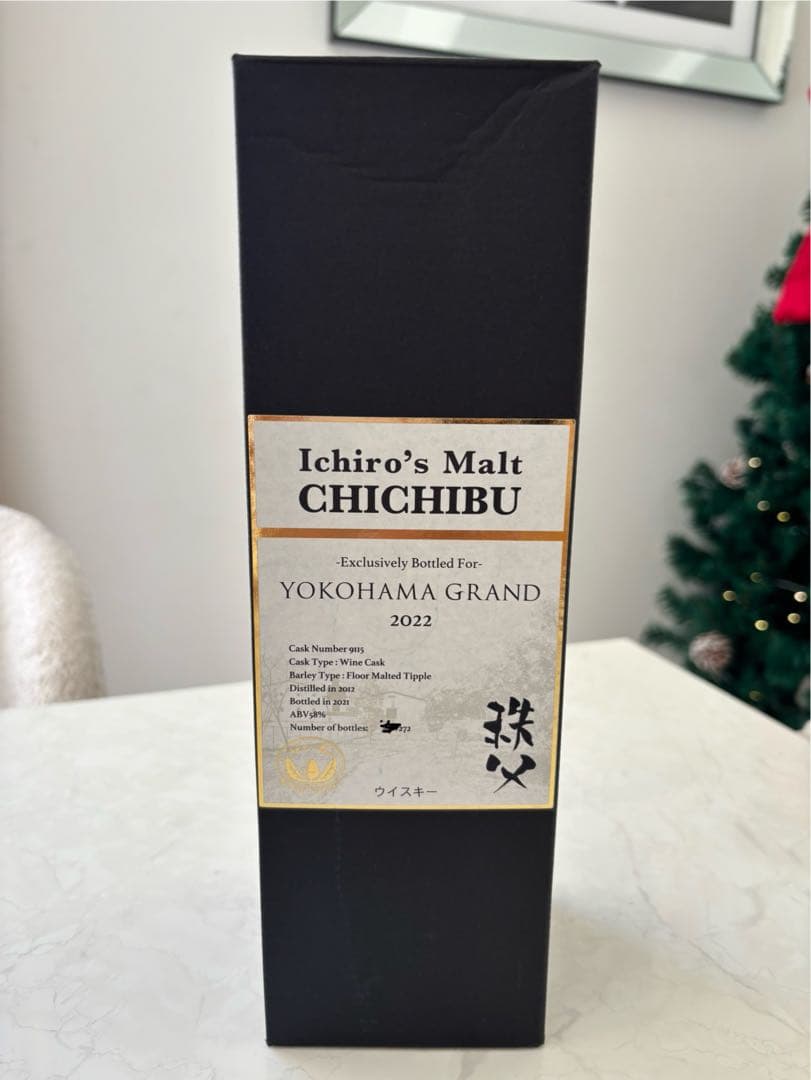 Ichiro's Malt
CHICHIBU
-Exclusively Bottled For-
YOKOHAMA GRAND
2022
Cask Number 9115
Cask Type : Wine Cask
Barley Type : Floor Malted Tipple
Distilled in 2012
Bottled in 2021
ABV58%
Number of bottles: /272
秩父
ウイスキー